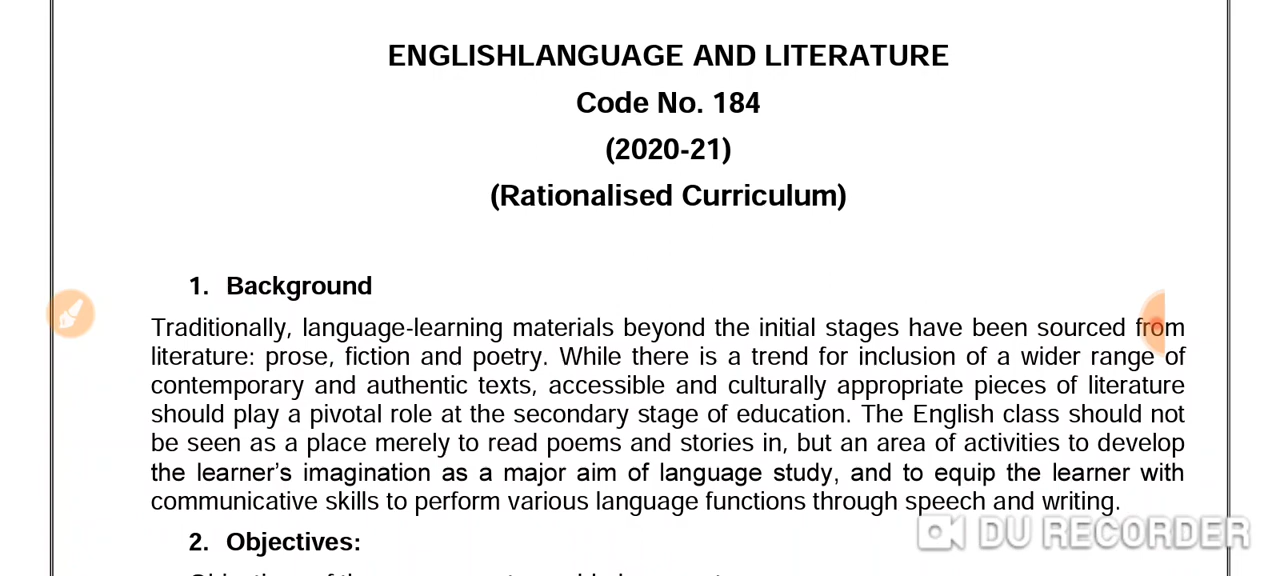 ENGLISHLANGUAGE AND LITERATURE
Code No. 184
(2020-21)
(Rationalised Curriculum)
1. Background
Traditionally, language-learning materials beyond the initial stages have been sourced from
literature: prose, fiction and poetry. While there is a trend for inclusion of a wider range of
contemporary and authentic texts, accessible and culturally appropriate pieces of literature
should play a pivotal role at the secondary stage of education. The English class should not
be seen as a place merely to read poems and stories in, but an area of activities to develop
the learner's imagination as a major aim of language study, and to equip the learner with
communicative skills to perform various language functions through speech and writing.
DU RECORDER
2. Objectives: